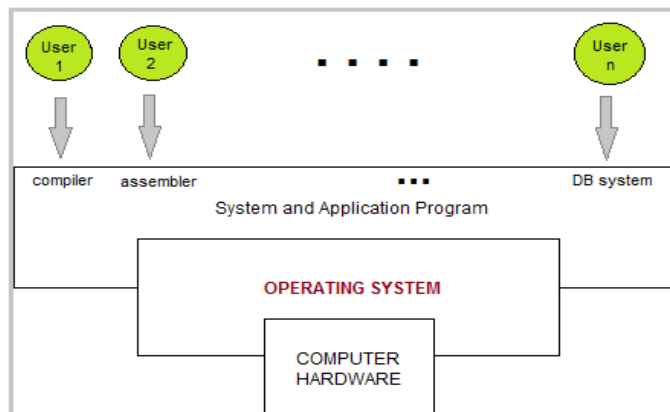 User
1
User
2
User
n
compiler
assembler
DB system
System and Application Program
OPERATING SYSTEM
COMPUTER
HARDWARE